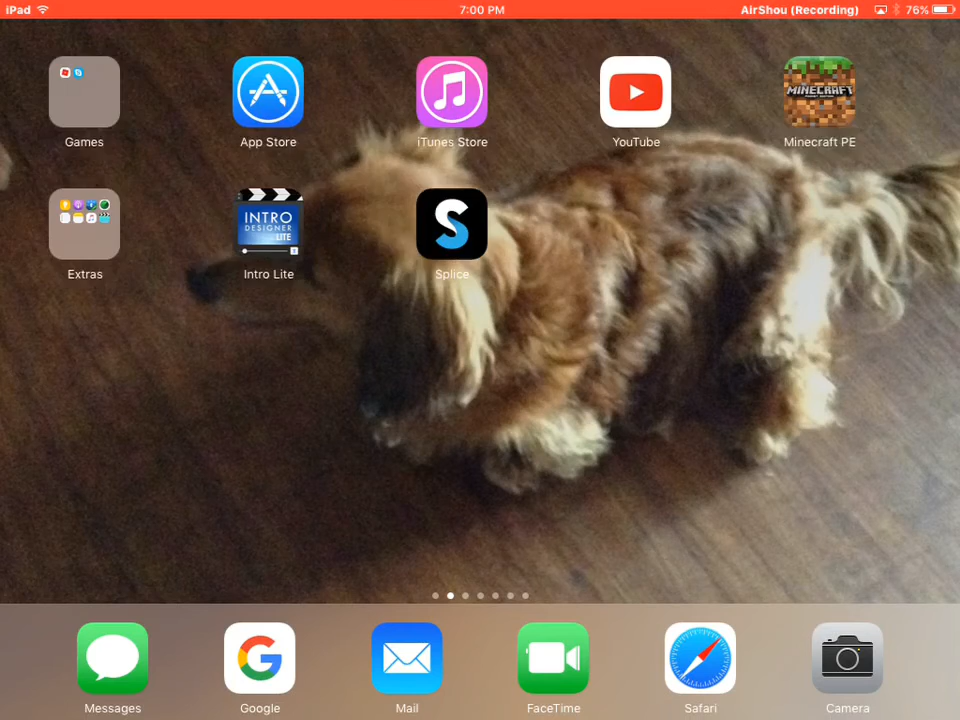 iPad 7:00 PM AirShou (Recording) 76%
Games App Store iTunes Store YouTube Minecraft PE
MINECRAFT
INTRO
DESIGNER
LITE
Extras Intro Lite Splice
Messages Google Mail FaceTime Safari Camera